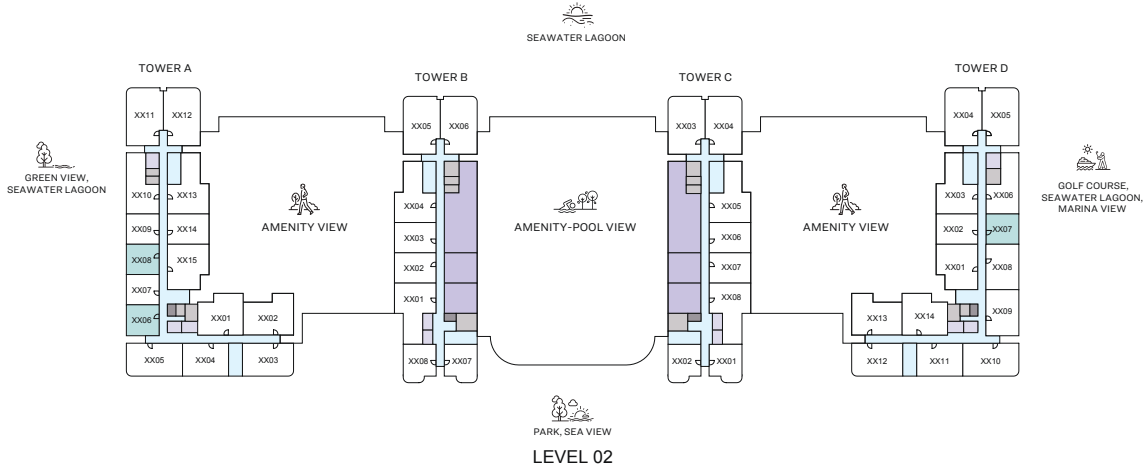 SEAWATER LAGOON
TOWER A
TOWER B
TOWER C
TOWER D
XX11 XX12
XX05 XX06
XX03 XX04
XX04 XX05
GREEN VIEW,
SEAWATER LAGOON
GOLF COURSE,
SEAWATER LAGOON,
MARINA VIEW
XX10 XX13
XX09 XX14
XX08
XX15
XX07
XX06
XX01 XX02
XX05 XX04 XX03
AMENITY VIEW
XX04
XX03
XX02
XX01
XX08 XX07
AMENITY-POOL VIEW
XX05
XX06
XX07
XX08
XX02 XX01
AMENITY VIEW
XX03 XX06
XX02 XX07
XX01 XX08
XX09
XX13 XX14
XX12 XX11 XX10
PARK, SEA VIEW
LEVEL 02